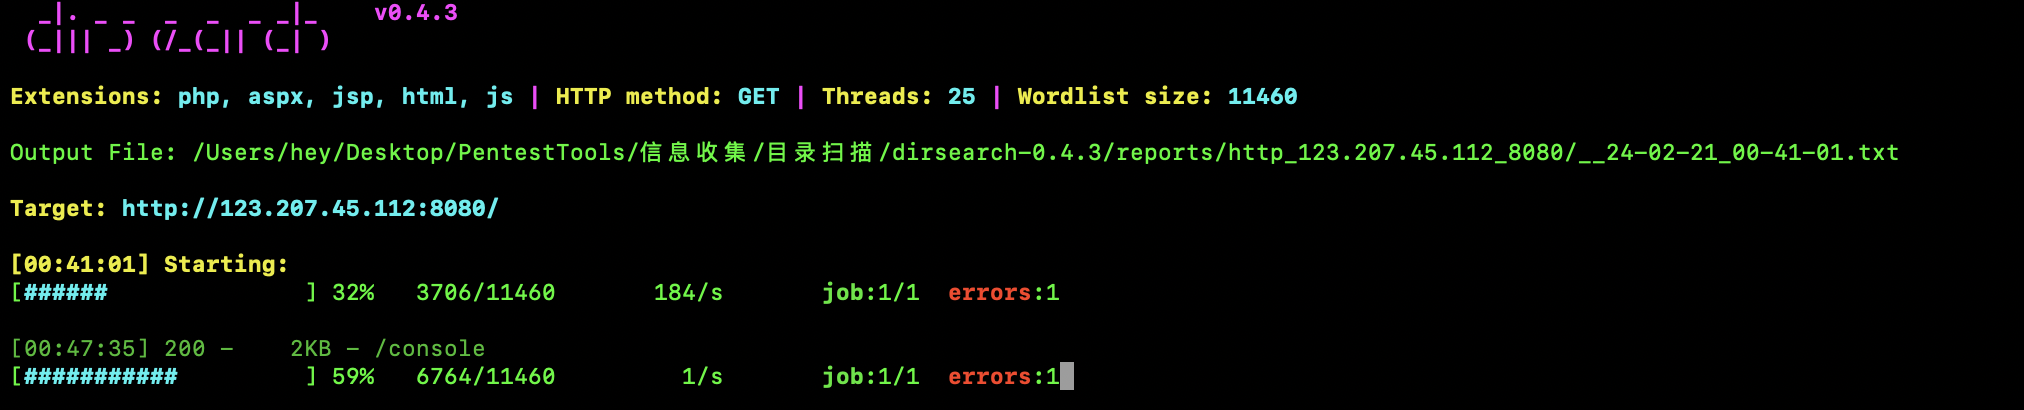 _|. _ _  _  _  _ _|_    v0.4.3
(_||| _) (/_(_|| (_| )
Extensions: php, aspx, jsp, html, js | HTTP method: GET | Threads: 25 | Wordlist size: 11460
Output File: /Users/hey/Desktop/PentestTools/信息收集/目录扫描/dirsearch-0.4.3/reports/http_123.207.45.112_8080/__24-02-21_00-41-01.txt
Target: http://123.207.45.112:8080/
[00:41:01] Starting:
[######              ] 32%   3706/11460       184/s       job:1/1  errors:1
[00:47:35] 200 -    2KB - /console
[###########         ] 59%   6764/11460         1/s       job:1/1  errors:1